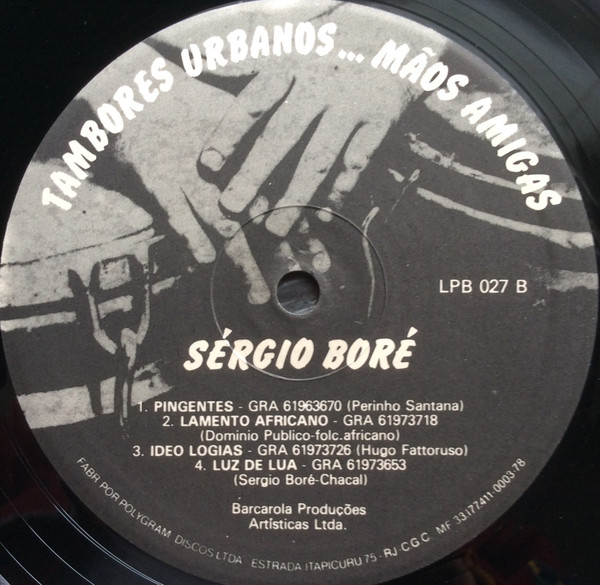 TAMBORES URBANOS... MÃOS AMIGAS
LPB 027 B
SÉRGIO BORÉ
1. PINGENTES - GRA 61963670 (Perinho Santana)
2. LAMENTO AFRICANO - GRA 61973718
(Dominio Publico-folc.africano)
3. IDEO LOGIAS - GRA 61973726 (Hugo Fattoruso)
4. LUZ DE LUA - GRA 61973653
(Sergio Boré-Chacal)
Barcarola Produções
Artísticas Ltda.
FABR POR POLYGRAM DISCOS LTDA ESTRADA ITAPICURU 75 - RJ. C G C. MF 33.177411-0003-78